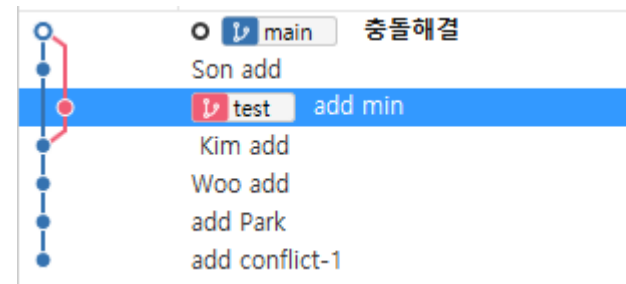 main 충돌해결
Son add
test add min
Kim add
Woo add
add Park
add conflict-1